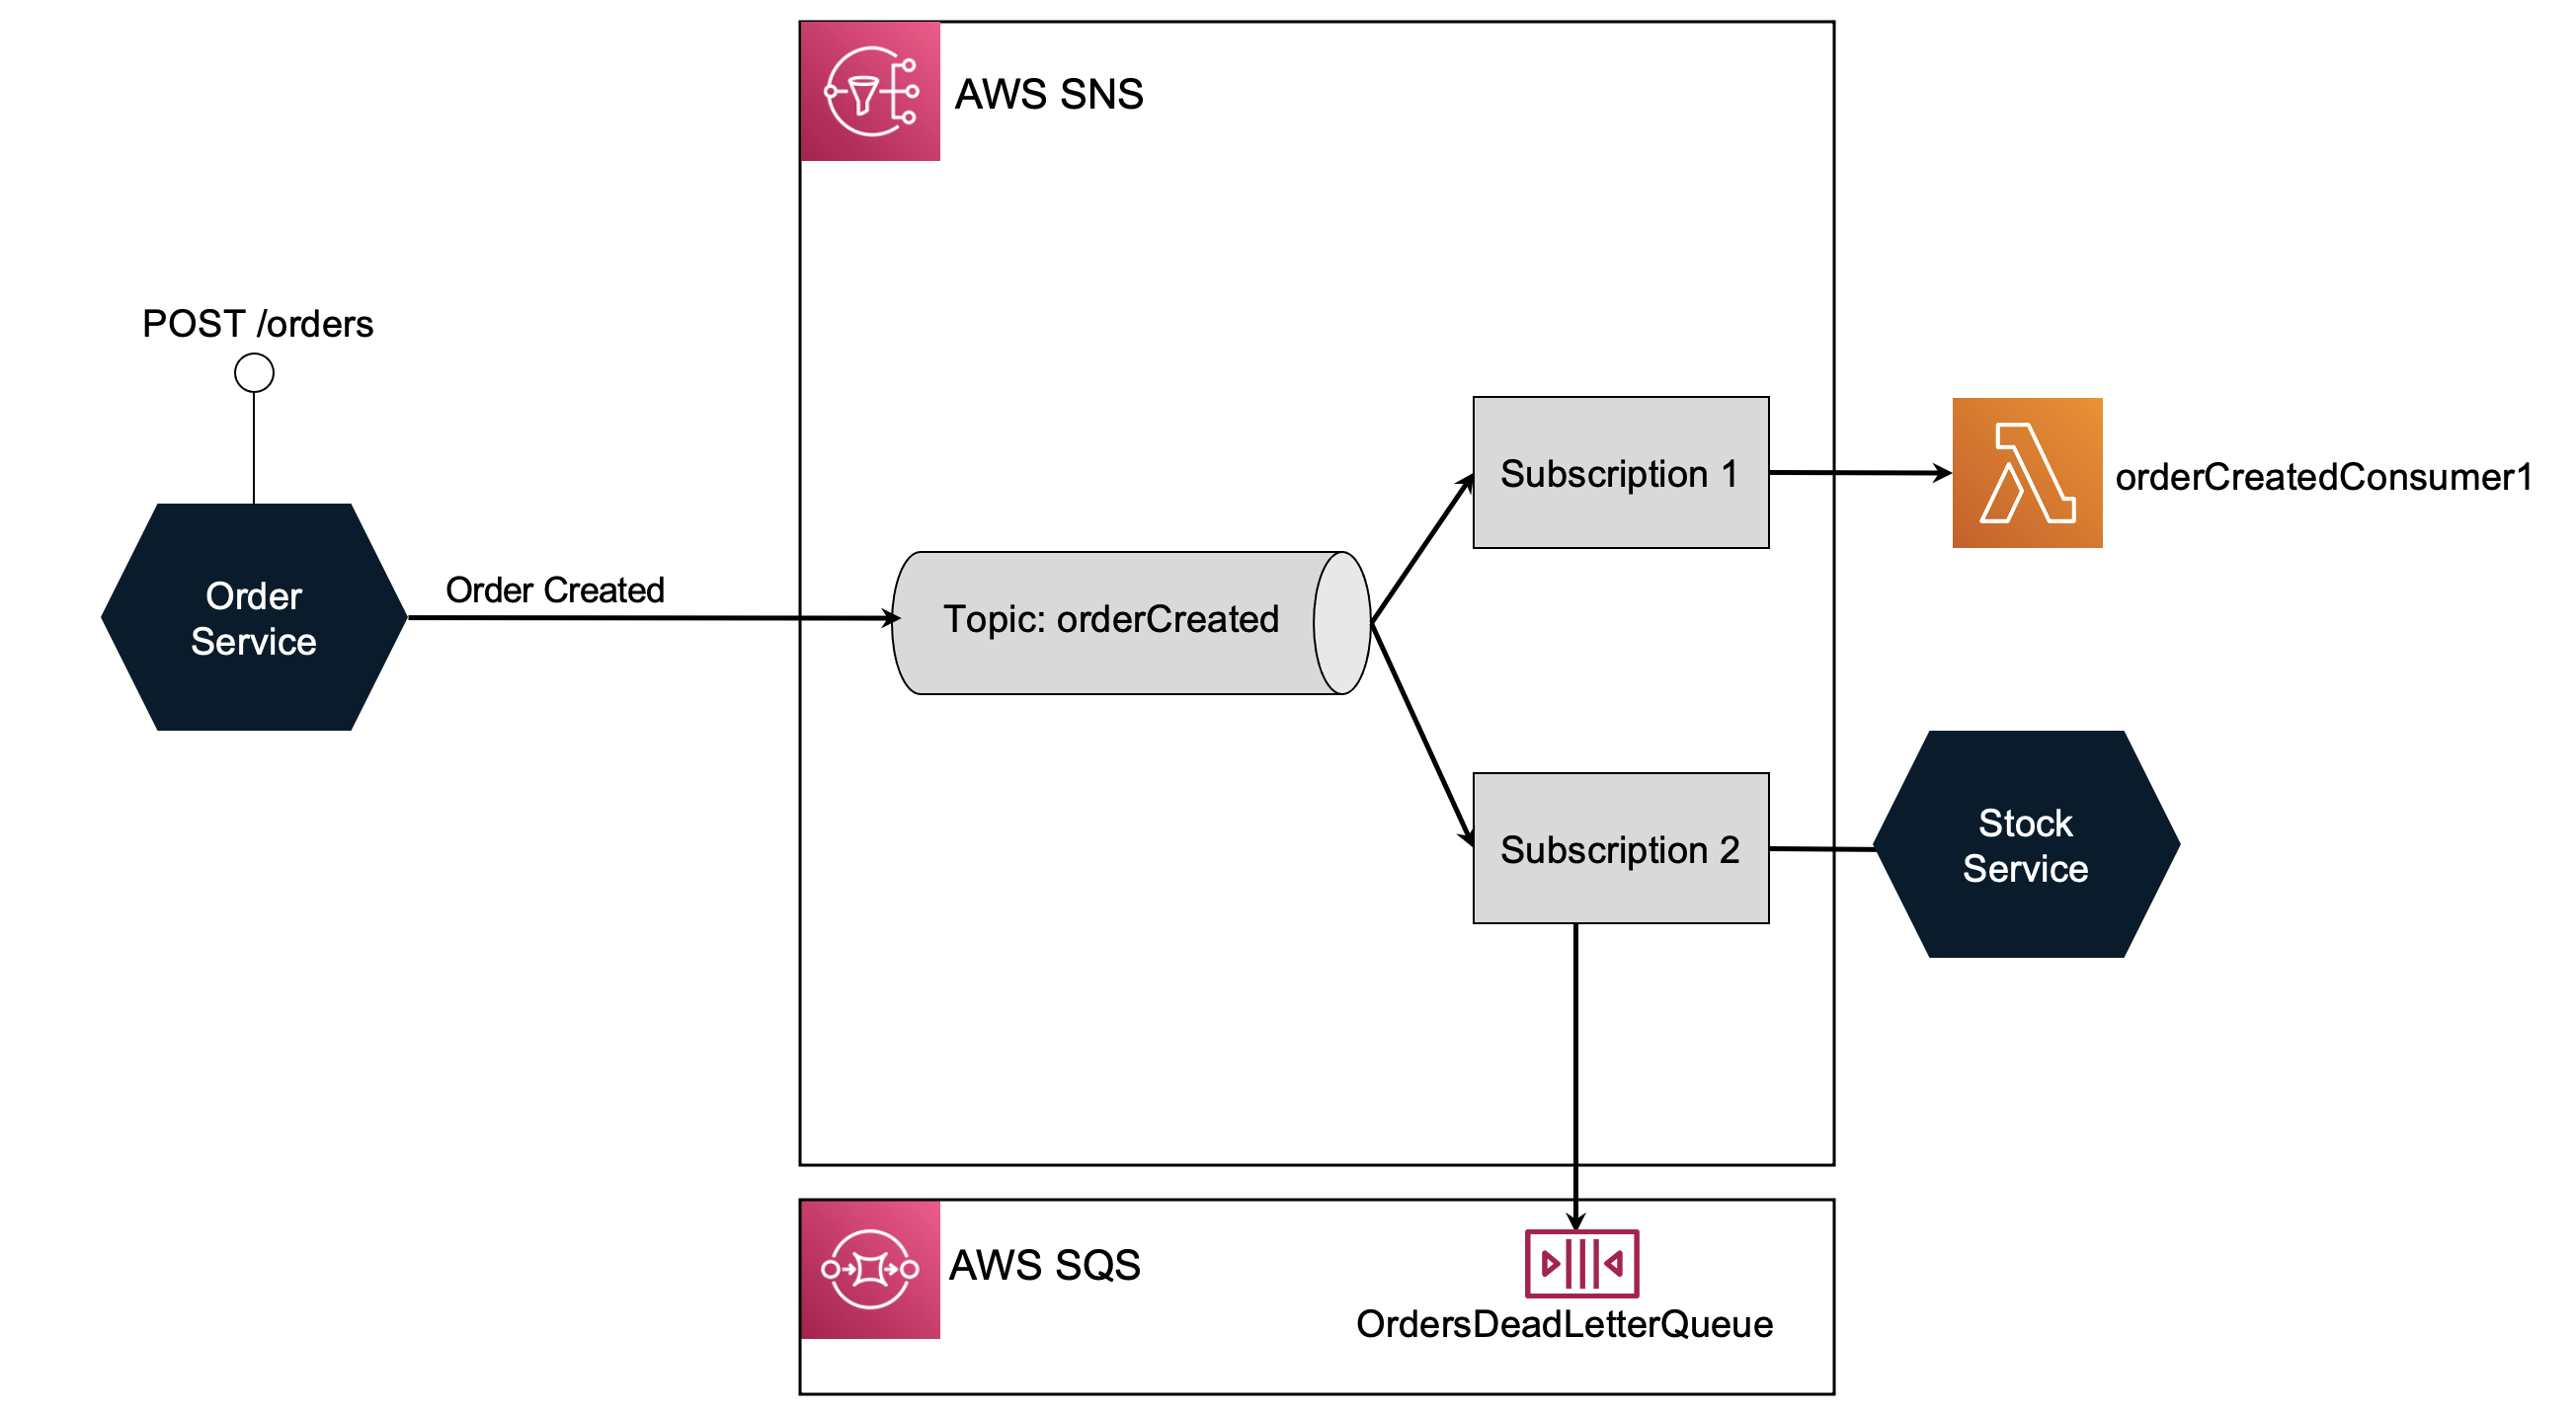 AWS SNS
POST /orders
Order
Service
Order Created
Topic: orderCreated
Subscription 1
orderCreatedConsumer1
Subscription 2
Stock
Service
AWS SQS
OrdersDeadLetterQueue